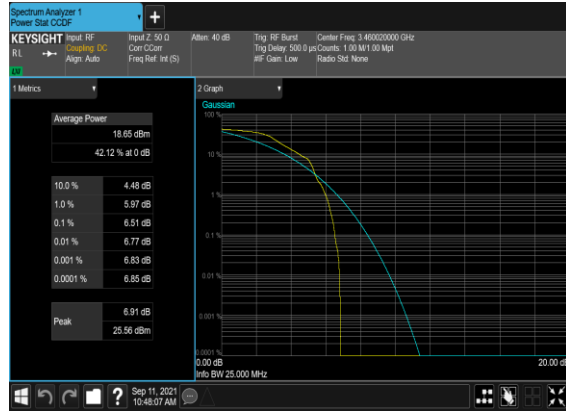 Spectrum Analyzer 1
Power Stat CCDF
+
KEYSIGHT
RL
Input: RF
Coupling: DC
Align: Auto
Input Z: 50 Ω
Corr CCorr
Freq Ref: Int (S)
Atten: 40 dB
Trig: RF Burst
Trig Delay: 500.0 µs
#IF Gain: Low
Center Freq: 3.460020000 GHz
Counts: 1.00 M/1.00 Mpt
Radio Std: None
1 Metrics
Average Power
18.65 dBm
42.12 % at 0 dB
10.0 % 4.48 dB
1.0 % 5.97 dB
0.1 % 6.51 dB
0.01 % 6.77 dB
0.001 % 6.83 dB
0.0001 % 6.85 dB
Peak
6.91 dB
25.56 dBm
2 Graph
Gaussian
100 %
10 %
1 %
0.1 %
0.01 %
0.001 %
0.0001 %
0.00 dB
20.00 dB
Info BW 25.000 MHz
?
Sep 11, 2021
10:48:07 AM